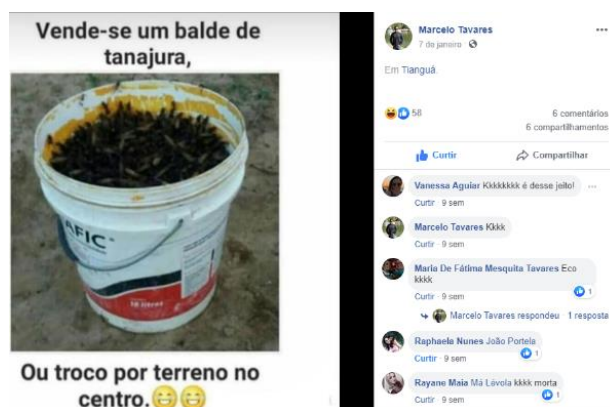 Vende-se um balde de
tanajura,
AFIC
18 litros
Ou troco por terreno no
centro.😁😁
Marcelo Tavares
7 de janeiro
Em Tianguá.
58
6 comentários
6 compartilhamentos
Curtir
Compartilhar
Vanessa Aguiar Kkkkkkkk é desse jeito!
Curtir · 9 sem
Marcelo Tavares Kkkk
Curtir · 9 sem
Maria De Fátima Mesquita Tavares Eco
kkkk
1
Curtir · 9 sem
Marcelo Tavares respondeu · 1 resposta
Raphaele Nunes João Portela
1
Curtir · 9 sem
Rayane Maia Má Lávola kkkk morta
1
Curtir · 9 sem